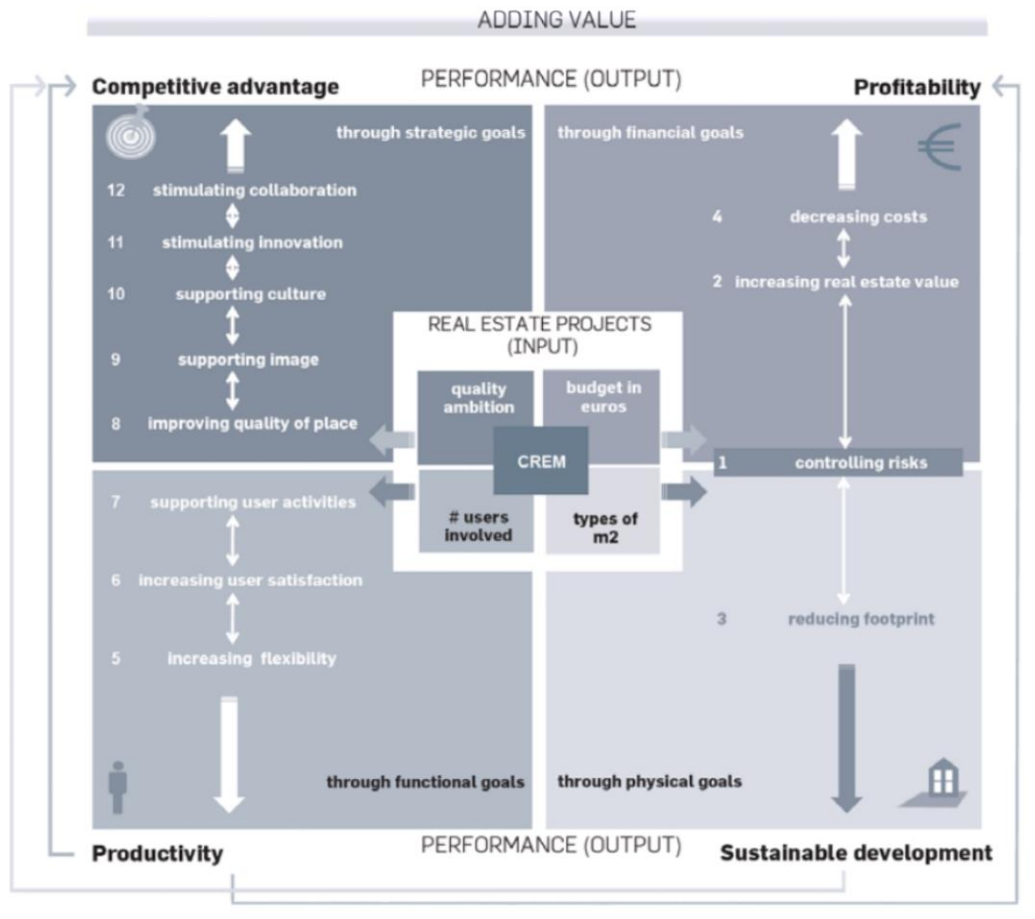 ADDING VALUE
PERFORMANCE (OUTPUT)
Competitive advantage
Profitability
through strategic goals
through financial goals
€
12 stimulating collaboration
11 stimulating innovation
10 supporting culture
9 supporting image
8 improving quality of place
4 decreasing costs
2 increasing real estate value
1 controlling risks
REAL ESTATE PROJECTS
(INPUT)
quality
ambition
budget in
euros
CREM
# users
involved
types of
m2
7 supporting user activities
6 increasing user satisfaction
5 increasing flexibility
3 reducing footprint
through functional goals
through physical goals
Productivity
PERFORMANCE (OUTPUT)
Sustainable development